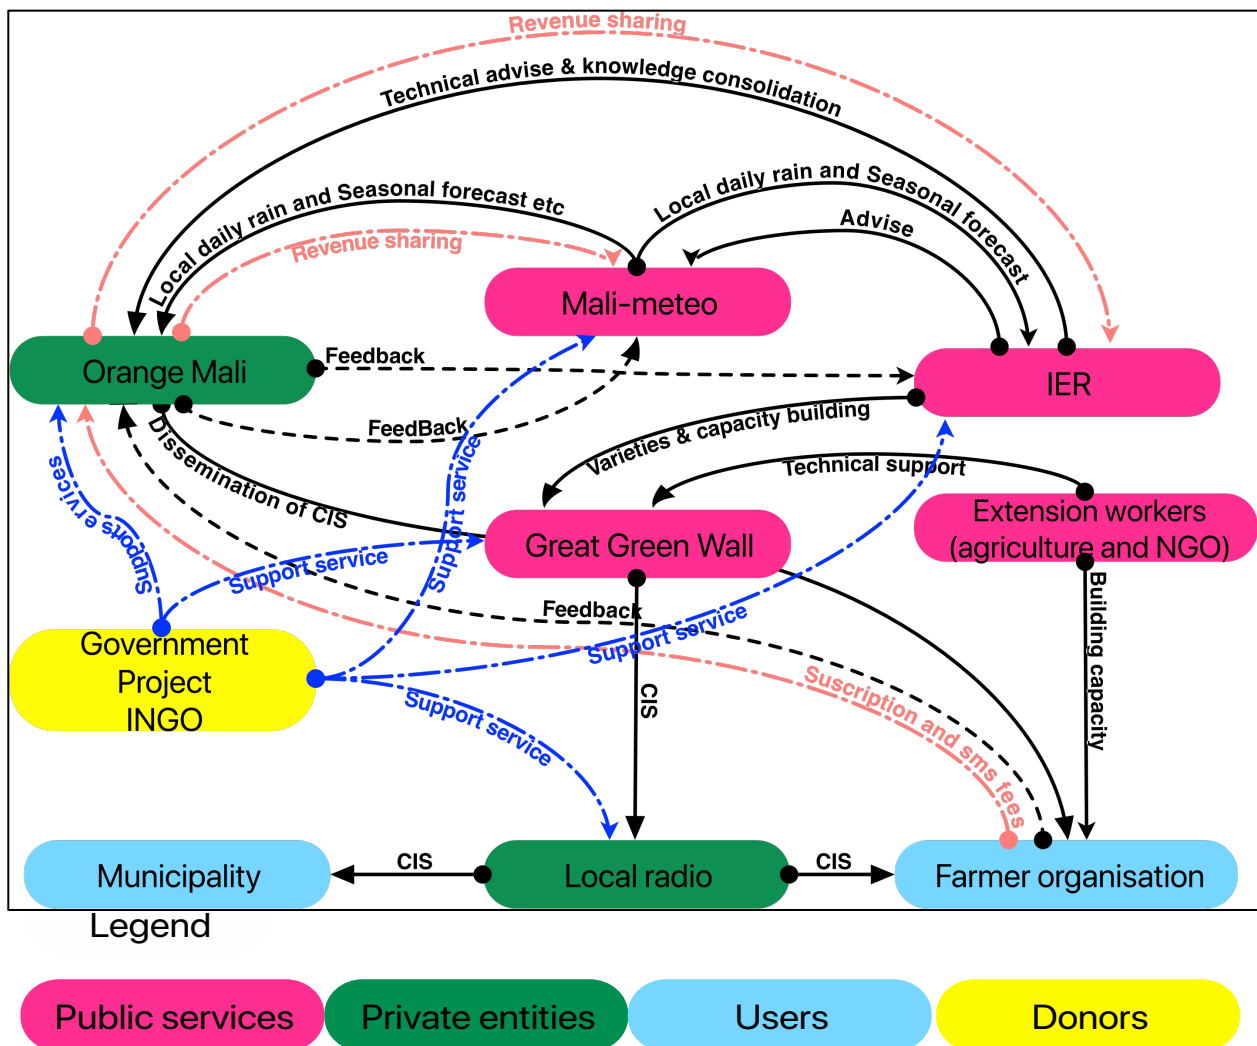 Revenue sharing
Technical advise & knowledge consolidation
Local daily rain and Seasonal forecast etc
Local daily rain and Seasonal forecast
Advise
Revenue sharing
Mali-meteo
Feedback
Orange Mali
IER
FeedBack
Varieties & capacity building
Dissemination of CIS
Technical support
Supports ervices
Support service
Extension workers
(agriculture and NGO)
Great Green Wall
Support service
Building capacity
Feedback
Support service
Government
Project
INGO
Suscription and sms fees
CIS
Support service
CIS
CIS
Municipality
Local radio
Farmer organisation
Legend
Public services
Private entities
Users
Donors